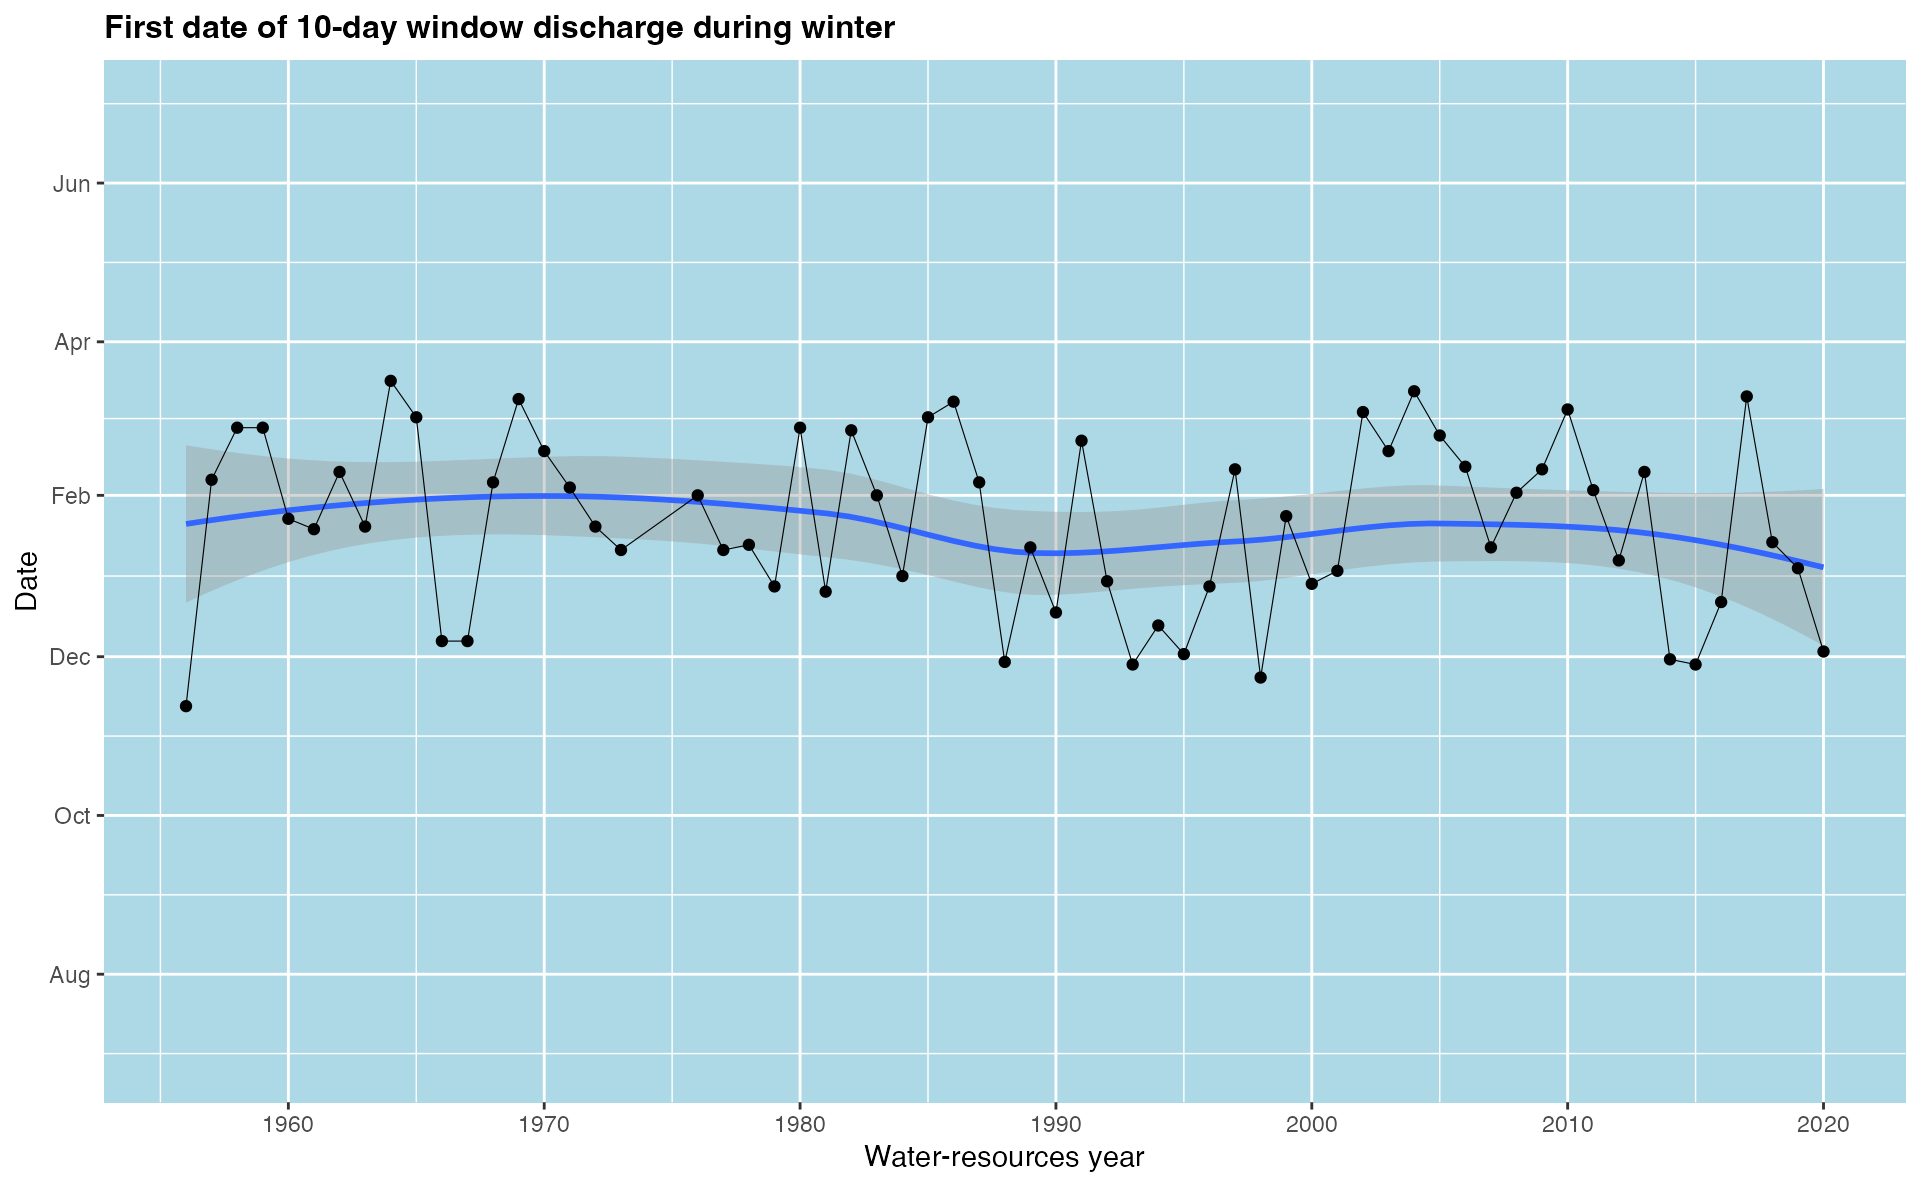 First date of 10-day window discharge during winter
Jun
Apr
Feb
Dec
Oct
Aug
Date
1960 1970 1980 1990 2000 2010 2020
Water-resources year